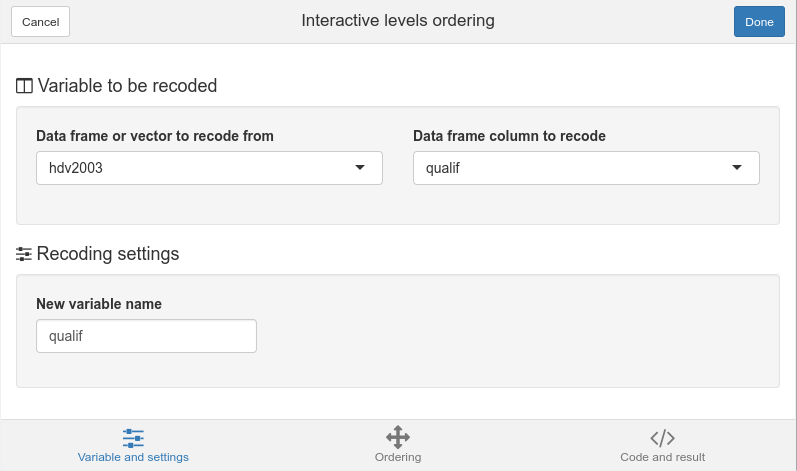 Cancel
Interactive levels ordering
Done
Variable to be recoded
Data frame or vector to recode from
Data frame column to recode
hdv2003
qualif
Recoding settings
New variable name
qualif
Variable and settings
Ordering
Code and result